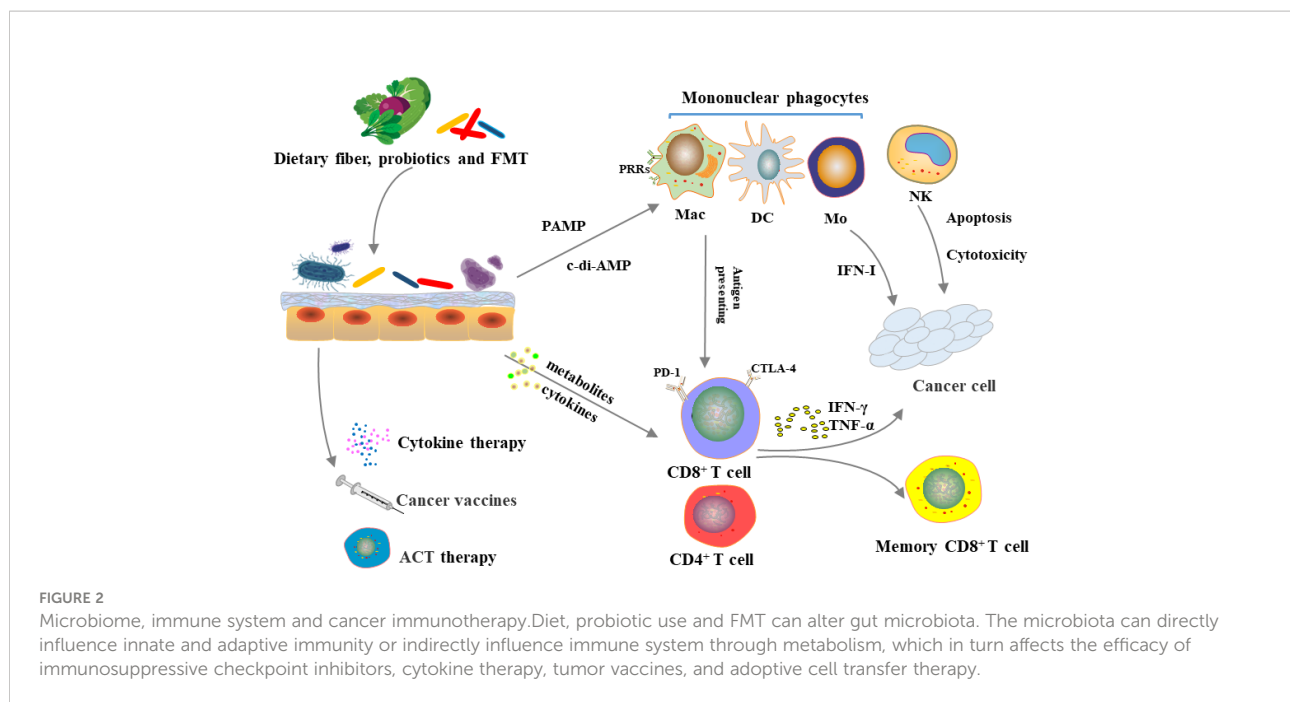 Mononuclear phagocytes
Dietary fiber, probiotics and FMT
PRRs
Mac
DC
Mo
NK
PAMP
c-di-AMP
Apoptosis
Cytotoxicity
IFN-I
Antigen
presenting
metabolites
cytokines
PD-1
CTLA-4
Cancer cell
IFN-γ
TNF-α
Cytokine therapy
CD8+ T cell
Cancer vaccines
Memory CD8+ T cell
ACT therapy
CD4+ T cell
FIGURE 2
Microbiome, immune system and cancer immunotherapy.Diet, probiotic use and FMT can alter gut microbiota. The microbiota can directly
influence innate and adaptive immunity or indirectly influence immune system through metabolism, which in turn affects the efficacy of
immunosuppressive checkpoint inhibitors, cytokine therapy, tumor vaccines, and adoptive cell transfer therapy.